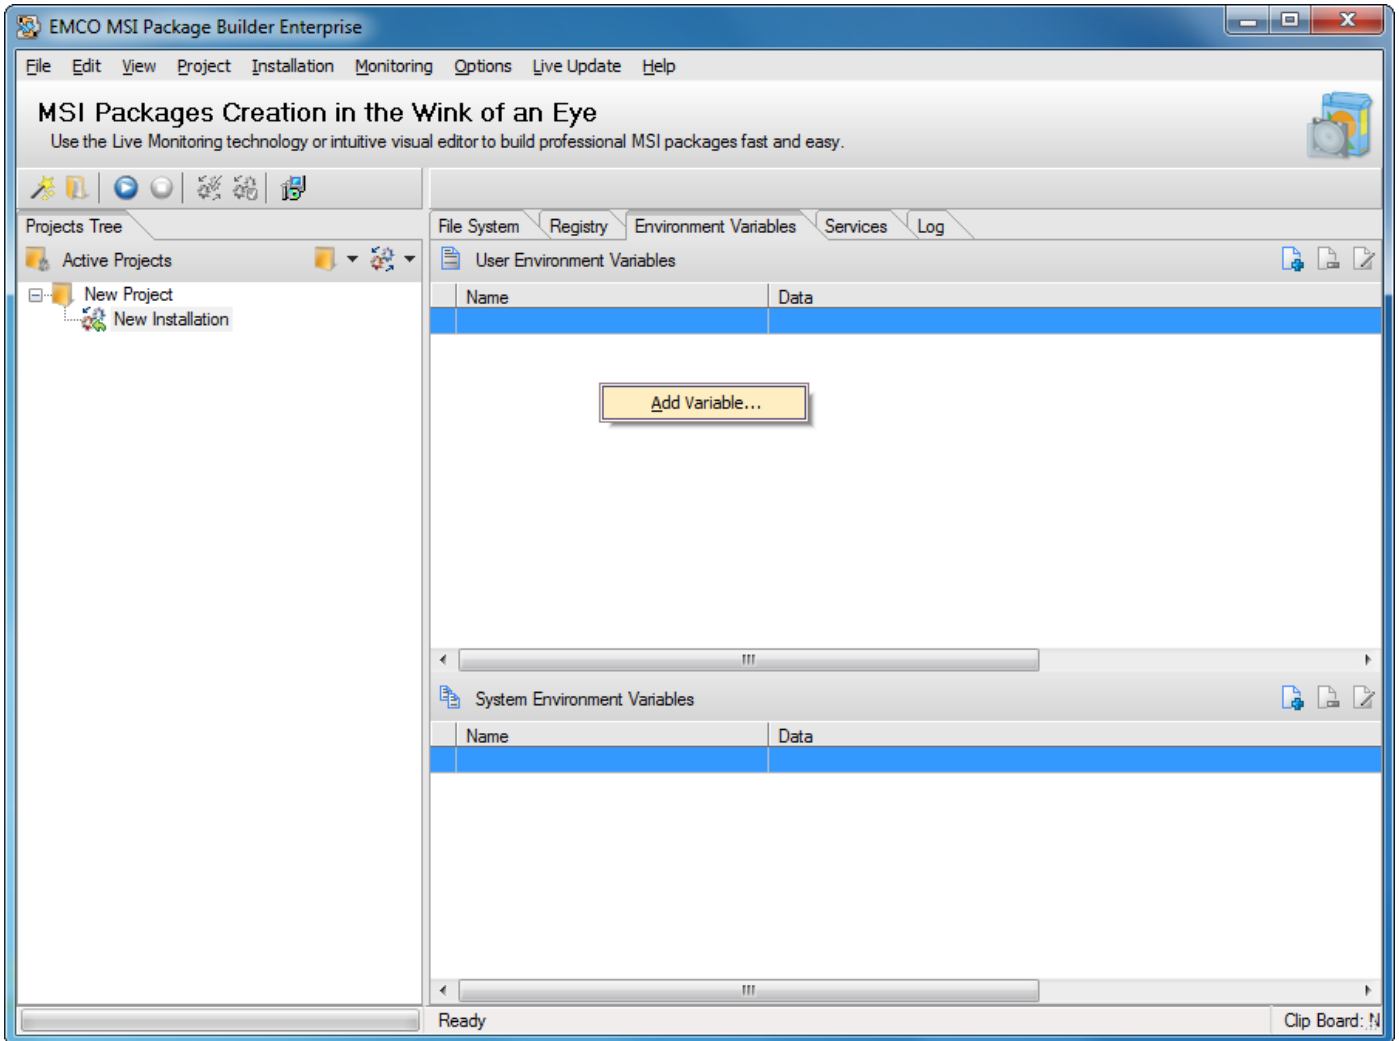 EMCO MSI Package Builder Enterprise
File Edit View Project Installation Monitoring Options Live Update Help
MSI Packages Creation in the Wink of an Eye
Use the Live Monitoring technology or intuitive visual editor to build professional MSI packages fast and easy.
Projects Tree
File System Registry Environment Variables Services Log
Active Projects
User Environment Variables
New Project
New Installation
Name Data
Add Variable...
System Environment Variables
Name Data
Ready
Clip Board: N